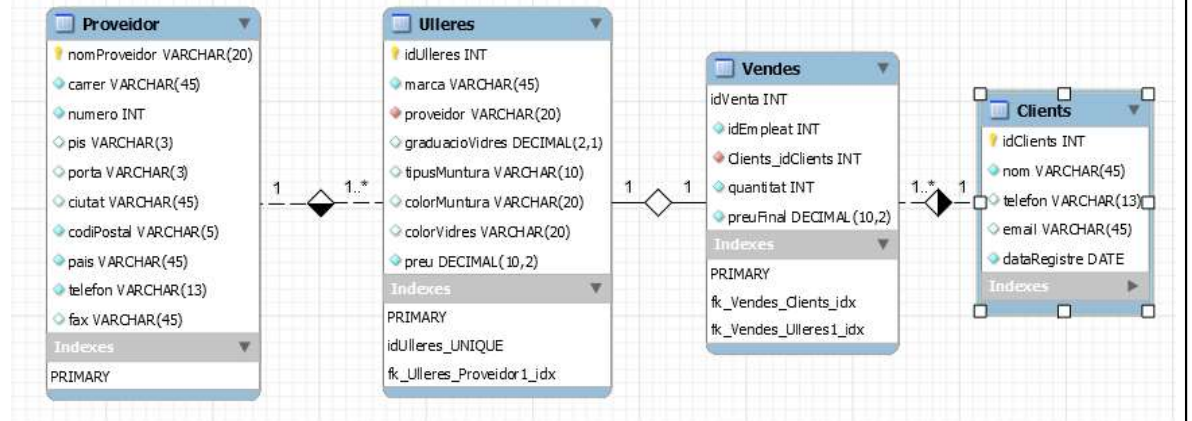 Proveidor
nomProveidor VARCHAR(20)
carrer VARCHAR(45)
numero INT
pis VARCHAR(3)
porta VARCHAR(3)
ciutat VARCHAR(45)
codiPostal VARCHAR(5)
pais VARCHAR(45)
telefon VARCHAR(13)
fax VARCHAR(45)
Indexes
PRIMARY
1
1..*
Ulleres
idUlleres INT
marca VARCHAR(45)
proveidor VARCHAR(20)
graduacioVidres DECIMAL(2,1)
tipusMuntura VARCHAR(10)
colorMuntura VARCHAR(20)
colorVidres VARCHAR(20)
preu DECIMAL(10,2)
Indexes
PRIMARY
idUlleres_UNIQUE
fk_Ulleres_Proveidor1_idx
1
1
Vendes
idVenta INT
idEmpleat INT
Clients_idClients INT
quantitat INT
preuFinal DECIMAL(10,2)
Indexes
PRIMARY
fk_Vendes_Clients_idx
fk_Vendes_Ulleres1_idx
1..*
1
Clients
idClients INT
nom VARCHAR(45)
telefon VARCHAR(13)
email VARCHAR(45)
dataRegistre DATE
Indexes